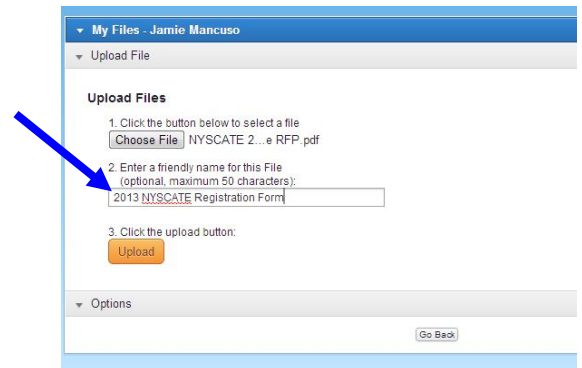 My Files - Jamie Mancuso
Upload File
Upload Files
1. Click the button below to select a file
Choose File NYSCATE 2...e RFP.pdf
2. Enter a friendly name for this File
(optional, maximum 50 characters):
2013 NYSCATE Registration Form
3. Click the upload button:
Upload
Options
Go Back